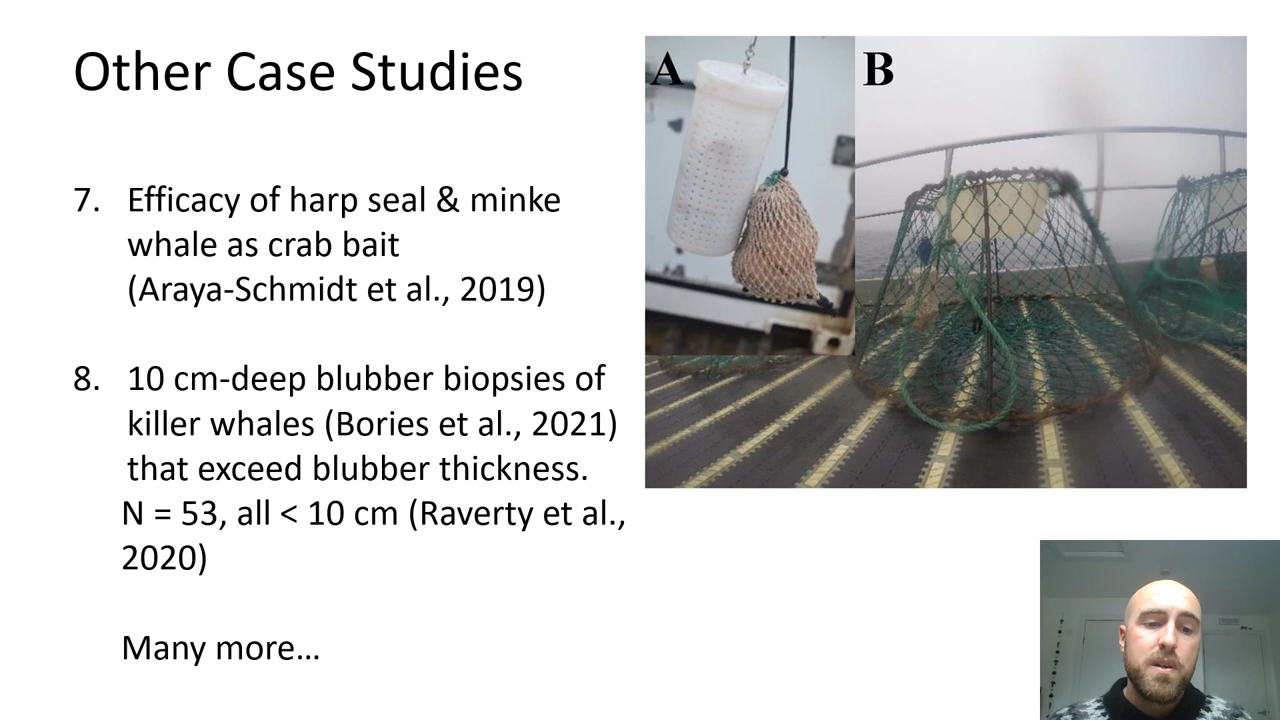 Other Case Studies
7. Efficacy of harp seal & minke
whale as crab bait
(Araya-Schmidt et al., 2019)
8. 10 cm-deep blubber biopsies of
killer whales (Bories et al., 2021)
that exceed blubber thickness.
N = 53, all < 10 cm (Raverty et al.,
2020)
Many more...
A
B